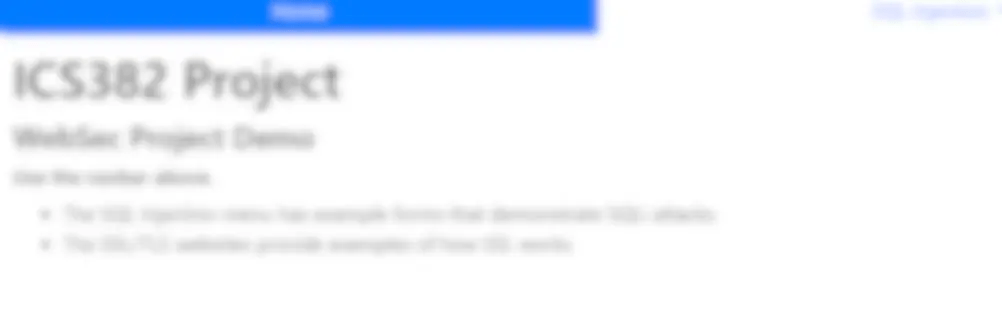 Home
SQL Injection
ICS382 Project
WebSec Project Demo
Use the navbar above.
The SQL Injection menu has example forms that demonstrate SQLi attacks.
The SSL/TLS websites provide examples of how SSL works.